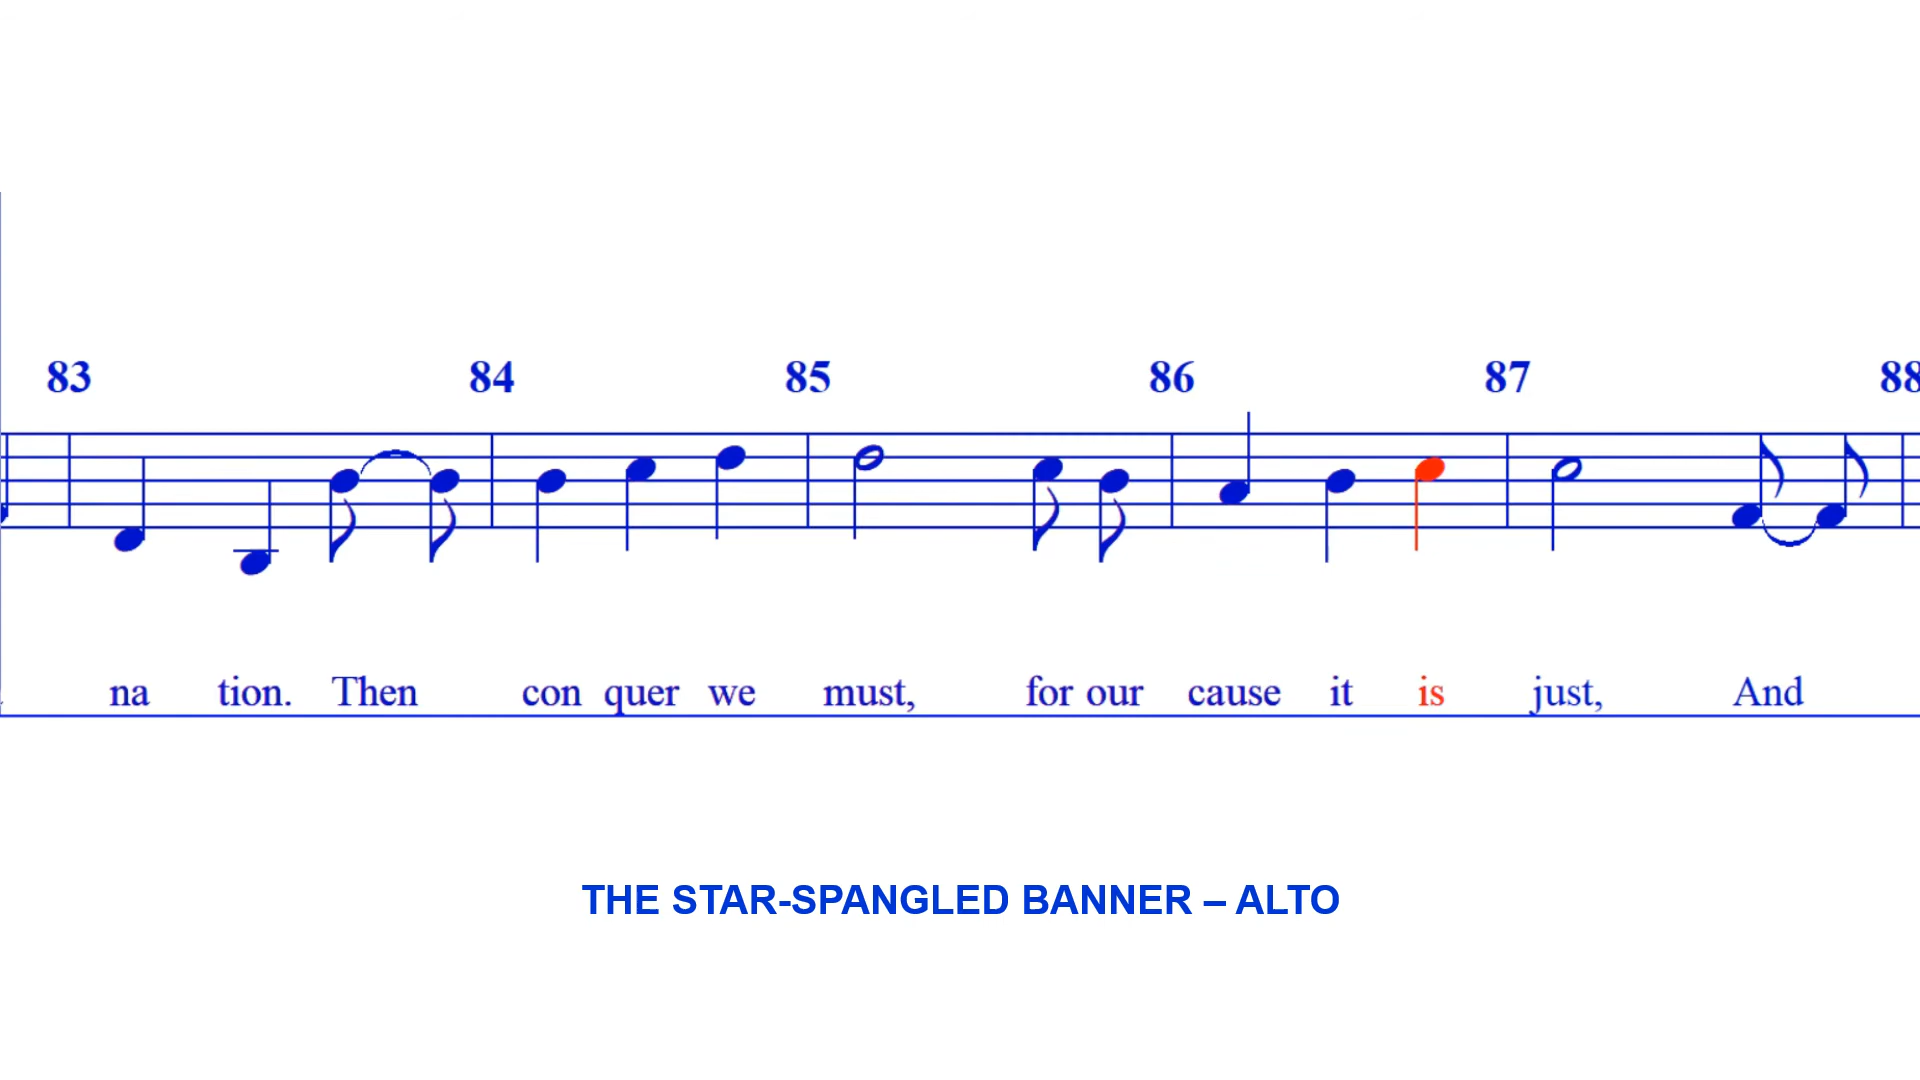 83 84 85 86 87 88
na tion. Then con quer we must, for our cause it is just, And
THE STAR-SPANGLED BANNER – ALTO